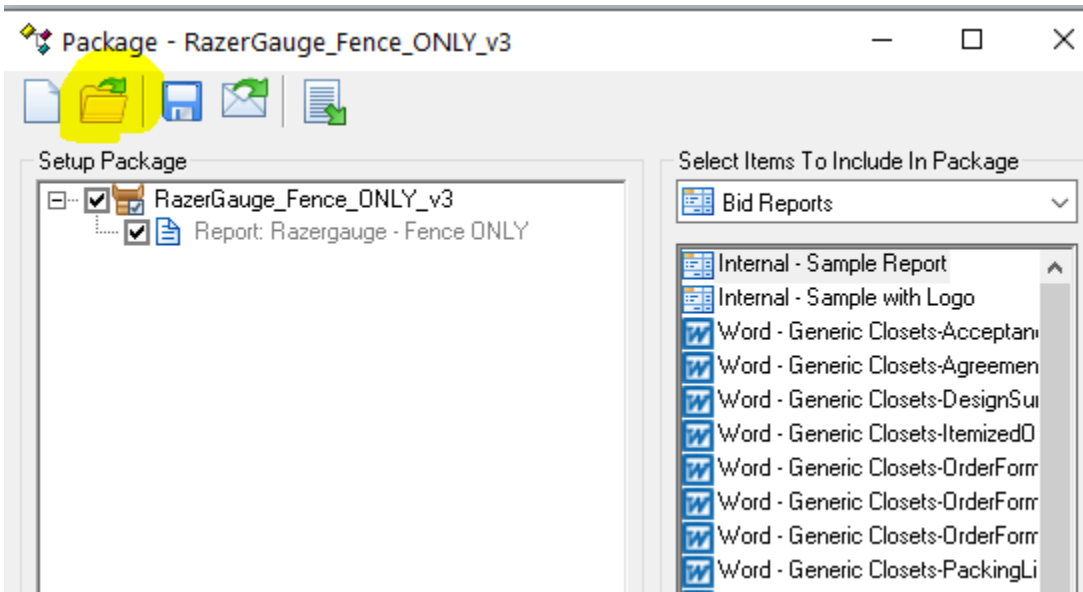 Package - RazerGauge_Fence_ONLY_v3
Setup Package
RazerGauge_Fence_ONLY_v3
Report: Razergauge - Fence ONLY
Select Items To Include In Package
Bid Reports
Internal - Sample Report
Internal - Sample with Logo
Word - Generic Closets-Acceptan
Word - Generic Closets-Agreemen
Word - Generic Closets-DesignSu
Word - Generic Closets-ItemizedO
Word - Generic Closets-OrderForm
Word - Generic Closets-OrderForm
Word - Generic Closets-OrderForm
Word - Generic Closets-PackingLi